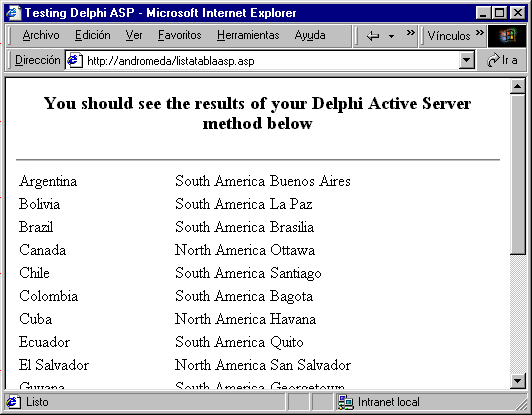 Testing Delphi ASP - Microsoft Internet Explorer
Archivo Edición Ver Favoritos Herramientas Ayuda » Vínculos »
Dirección http://andromeda/listatablaasp.asp Ir a
You should see the results of your Delphi Active Server
method below
Argentina South America Buenos Aires
Bolivia South America La Paz
Brazil South America Brasilia
Canada North America Ottawa
Chile South America Santiago
Colombia South America Bagota
Cuba North America Havana
Ecuador South America Quito
El Salvador North America San Salvador
Guyana South America Georgetown
Listo Intranet local